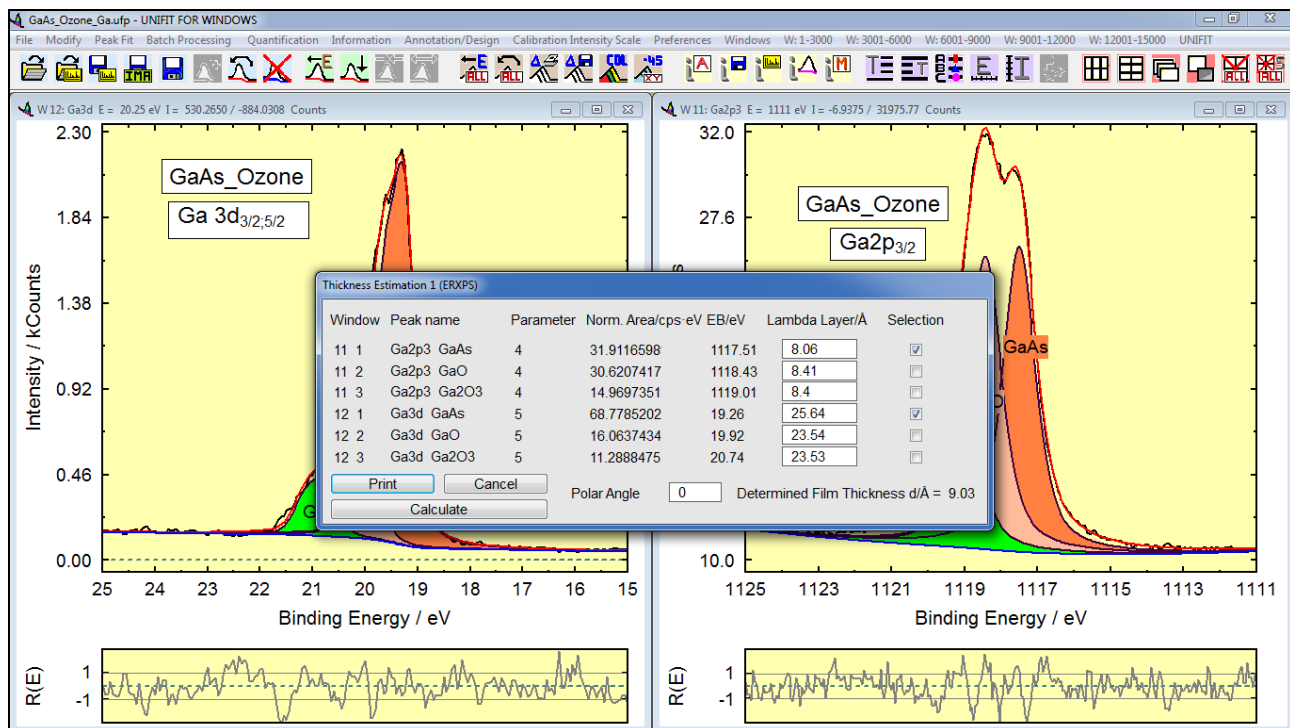 GaAs_Ozone_Ga.ufp - UNIFIT FOR WINDOWS
File Modify Peak Fit Batch Processing Quantification Information Annotation/Design Calibration Intensity Scale Preferences Windows W: 1-3000 W: 3001-6000 W: 6001-9000 W: 9001-12000 W: 12001-15000 UNIFIT
W 12: Ga3d E = 20.25 eV I = 530.2650 / -884.0308 Counts
2.30
1.84
1.38
0.92
0.46
0.00
Intensity / kCounts
GaAs_Ozone
Ga 3d3/2;5/2
25 24 23 22 21 20 19 18 17 16 15
Binding Energy / eV
R(E)
1
-1
W 11: Ga2p3 E = 1111 eV I = -6.9375 / 31975.77 Counts
32.0
27.6
10.0
GaAs_Ozone
Ga2p3/2
GaAs
1125 1123 1121 1119 1117 1115 1113 1111
Binding Energy / eV
R(E)
1
-1
Thickness Estimation 1 (ERXPS)
Window Peak name Parameter Norm. Area/cps·eV EB/eV Lambda Layer/Å Selection
11 1 Ga2p3 GaAs 4 31.9116598 1117.51 8.06
11 2 Ga2p3 GaO 4 30.6207417 1118.43 8.41
11 3 Ga2p3 Ga2O3 4 14.9697351 1119.01 8.4
12 1 Ga3d GaAs 5 68.7785202 19.26 25.64
12 2 Ga3d GaO 5 16.0637434 19.92 23.54
12 3 Ga3d Ga2O3 5 11.2888475 20.74 23.53
Print Cancel
Calculate
Polar Angle 0 Determined Film Thickness d/Å = 9.03